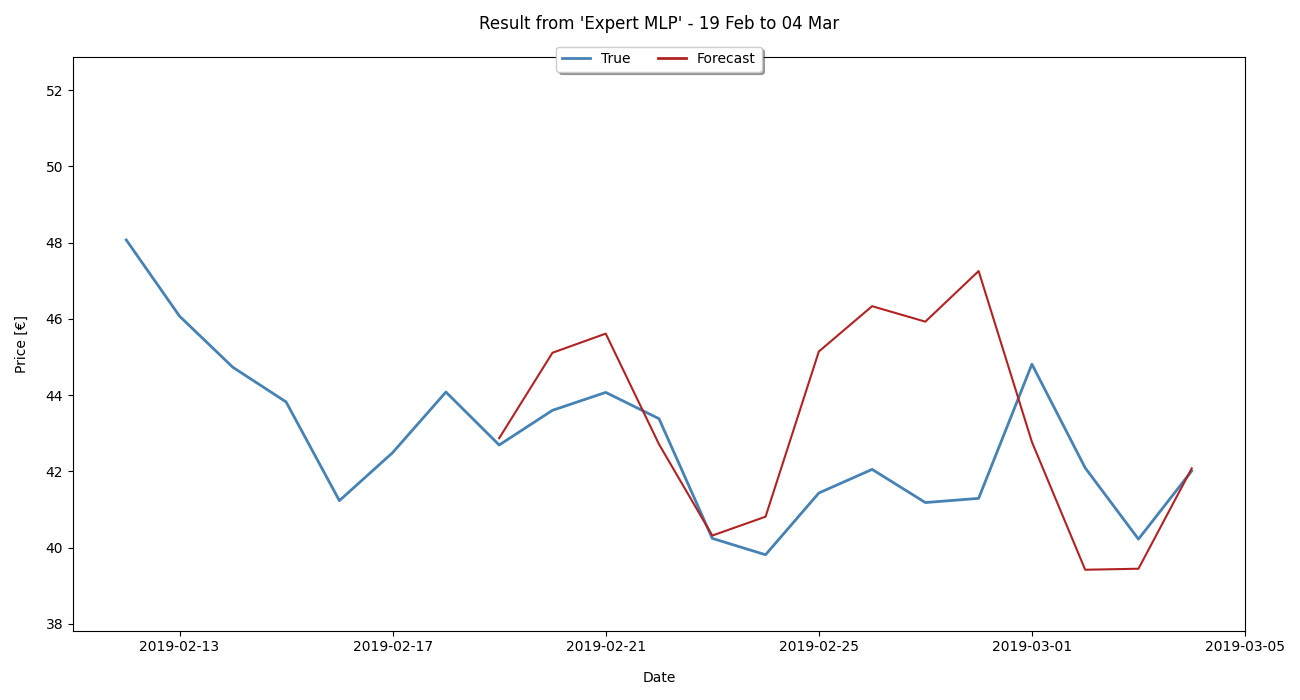 Result from 'Expert MLP' - 19 Feb to 04 Mar
True Forecast
52
50
48
46
44
42
40
38
Price [€]
2019-02-13 2019-02-17 2019-02-21 2019-02-25 2019-03-01 2019-03-05
Date